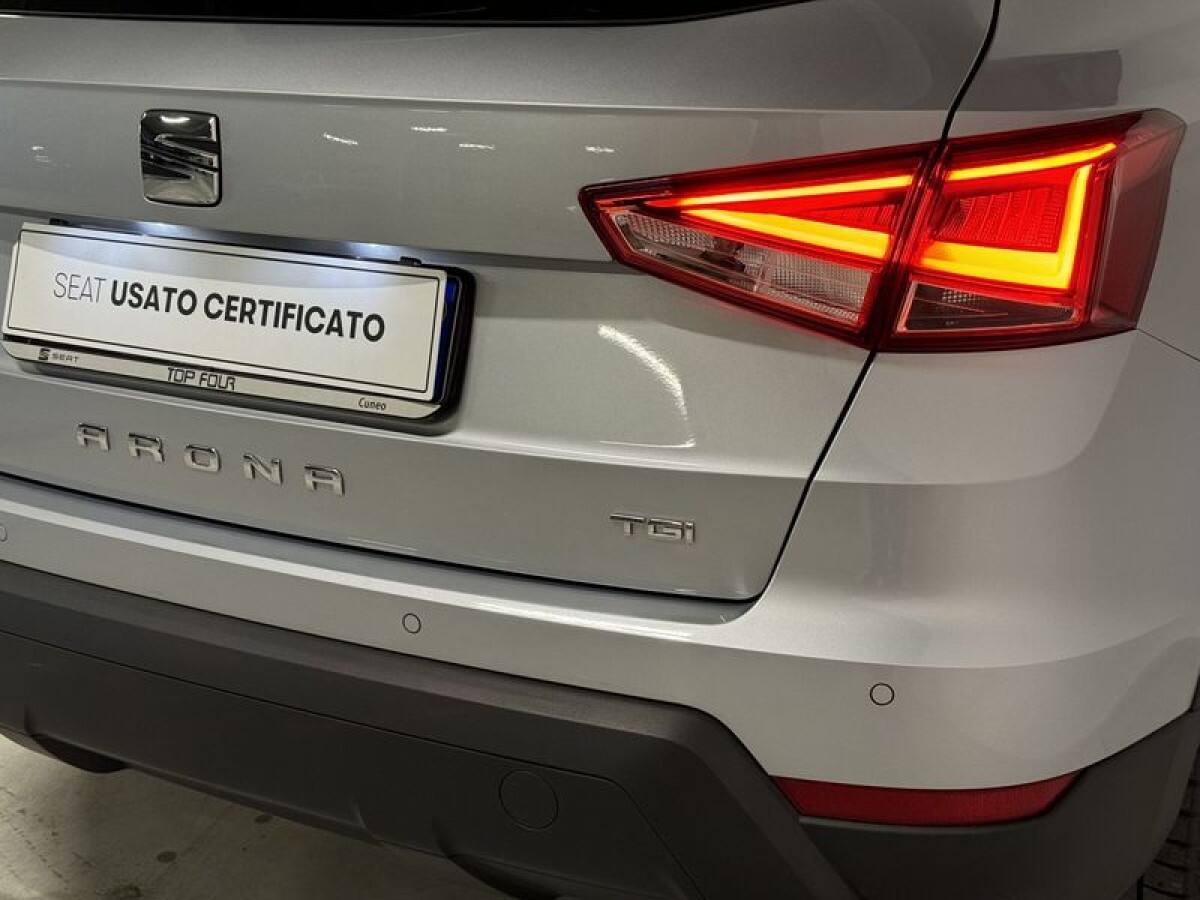 SEAT USATO CERTIFICATO
SEAT
TOP FOUR
Cuneo
ARONA
TGI